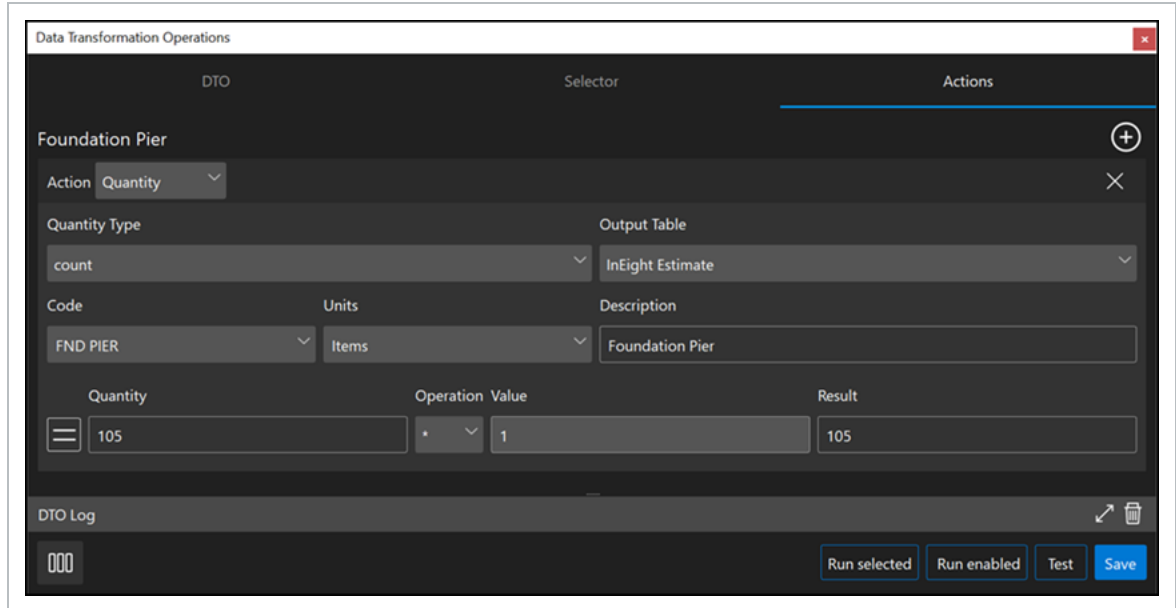 Data Transformation Operations
DTO Selector Actions
Foundation Pier
Action Quantity
Quantity Type Output Table
count InEight Estimate
Code Units Description
FND PIER Items Foundation Pier
Quantity Operation Value Result
105 * 1 105
DTO Log
Run selected Run enabled Test Save